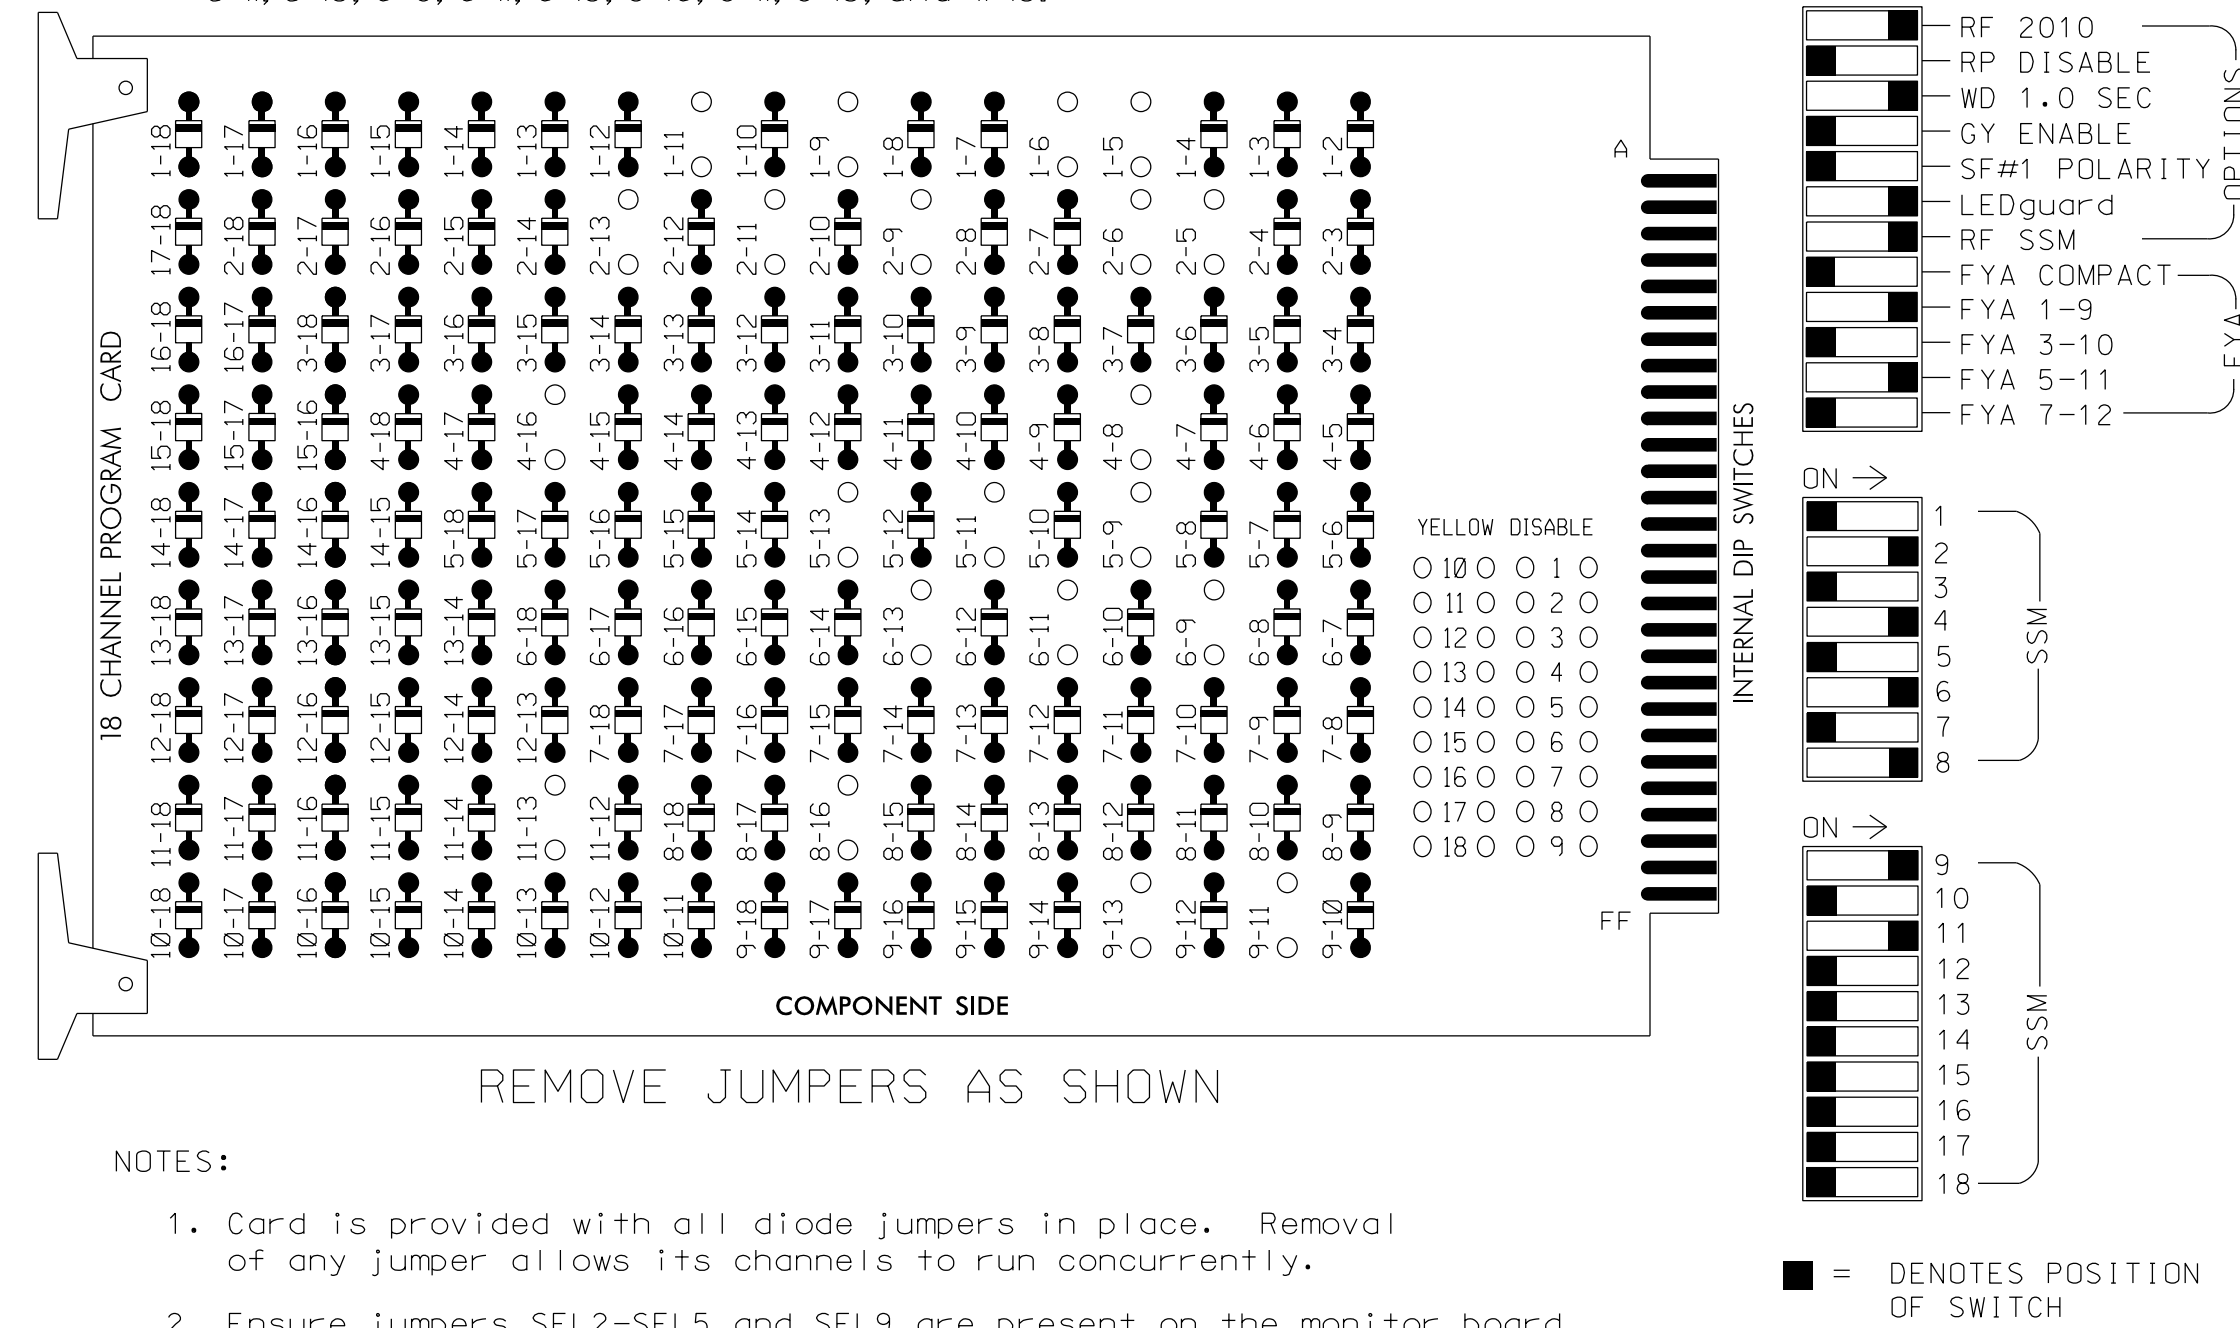 RF 2010
RP DISABLE
WD 1.0 SEC
GY ENABLE
SF#1 POLARITY
LEDguard
RF SSM
OPTIONS
FYA COMPACT
FYA 1-9
FYA 3-10
FYA 5-11
FYA 7-12
FYA
18 CHANNEL PROGRAM CARD
1-18 1-17 1-16 1-15 1-14 1-13 1-12 1-11 1-10 1-9 1-8 1-7 1-6 1-5 1-4 1-3 1-2
17-18 2-18 2-17 2-16 2-15 2-14 2-13 2-12 2-11 2-10 2-9 2-8 2-7 2-6 2-5 2-4 2-3
16-18 16-17 3-18 3-17 3-16 3-15 3-14 3-13 3-12 3-11 3-10 3-9 3-8 3-7 3-6 3-5 3-4
15-18 15-17 15-16 4-18 4-17 4-16 4-15 4-14 4-13 4-12 4-11 4-10 4-9 4-8 4-7 4-6 4-5
14-18 14-17 14-16 14-15 5-18 5-17 5-16 5-15 5-14 5-13 5-12 5-11 5-10 5-9 5-8 5-7 5-6
13-18 13-17 13-16 13-15 13-14 6-18 6-17 6-16 6-15 6-14 6-13 6-12 6-11 6-10 6-9 6-8 6-7
12-18 12-17 12-16 12-15 12-14 12-13 7-18 7-17 7-16 7-15 7-14 7-13 7-12 7-11 7-10 7-9 7-8
11-18 11-17 11-16 11-15 11-14 11-13 11-12 8-18 8-17 8-16 8-15 8-14 8-13 8-12 8-11 8-10 8-9
10-18 10-17 10-16 10-15 10-14 10-13 10-12 10-11 9-18 9-17 9-16 9-15 9-14 9-13 9-12 9-11 9-10
A
YELLOW DISABLE
10 1
11 2
12 3
13 4
14 5
15 6
16 7
17 8
18 9
FF
COMPONENT SIDE
INTERNAL DIP SWITCHES
ON →
1
2
3
4
5
6
7
8
SSM
ON →
9
10
11
12
13
14
15
16
17
18
SSM
REMOVE JUMPERS AS SHOWN
NOTES:
1. Card is provided with all diode jumpers in place. Removal
of any jumper allows its channels to run concurrently.
2. Ensure jumpers SEL2-SEL5 and SEL9 are present on the monitor board
= DENOTES POSITION
OF SWITCH